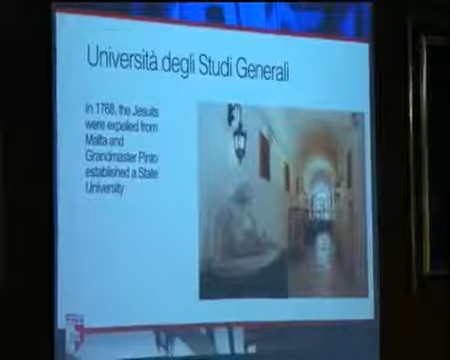 Università degli Studi Generali
In 1768, the Jesuits
were expelled from
Malta and
Grandmaster Pinto
established a State
University